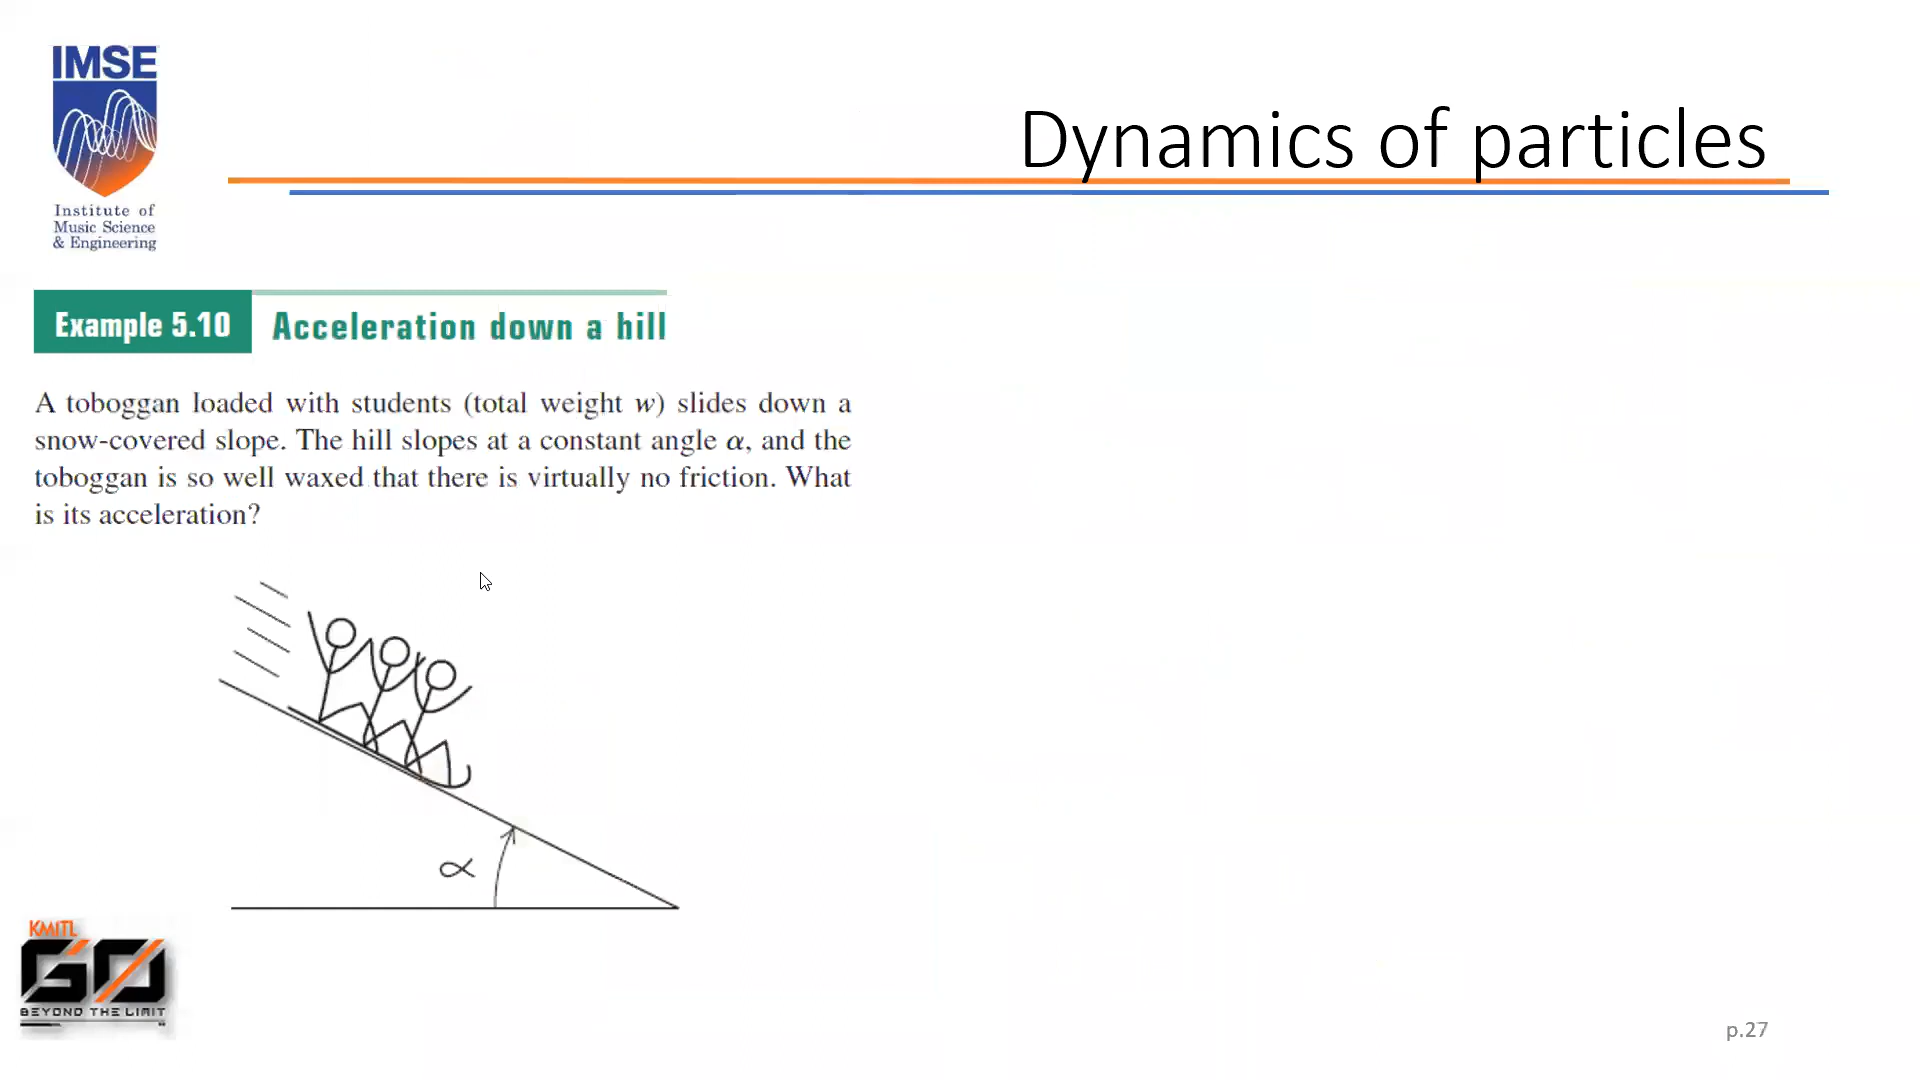 IMSE
Institute of
Music Science
& Engineering
Dynamics of particles
Example 5.10 Acceleration down a hill
A toboggan loaded with students (total weight w) slides down a
snow-covered slope. The hill slopes at a constant angle α, and the
toboggan is so well waxed that there is virtually no friction. What
is its acceleration?
α
KMITL
GO
BEYOND THE LIMIT
p.27